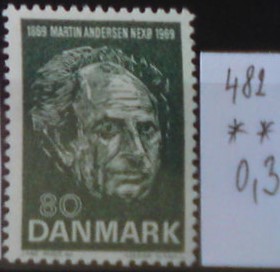 1869 MARTIN ANDERSEN NEXØ 1969
80
DANMARK
482
**
0,3